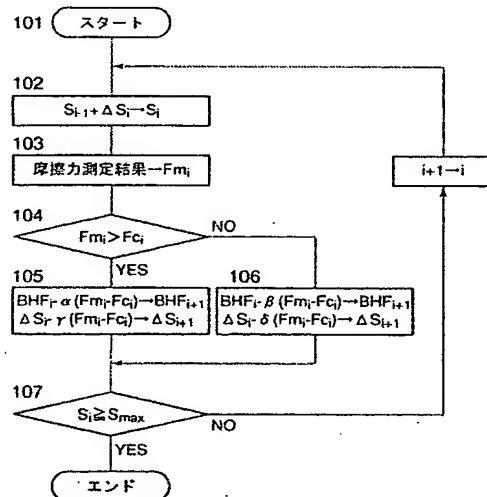 101
スタート
102
S_{i-1}+ΔS_i→S_i
103
摩擦力測定結果→Fm_i
i+1→i
104
Fm_i>Fc_i
NO
YES
105
BHF_i-α(Fm_i-Fc_i)→BHF_{i+1}
ΔS_i-γ(Fm_i-Fc_i)→ΔS_{i+1}
106
BHF_i-β(Fm_i-Fc_i)→BHF_{i+1}
ΔS_i-δ(Fm_i-Fc_i)→ΔS_{i+1}
107
S_i≧S_max
NO
YES
エンド